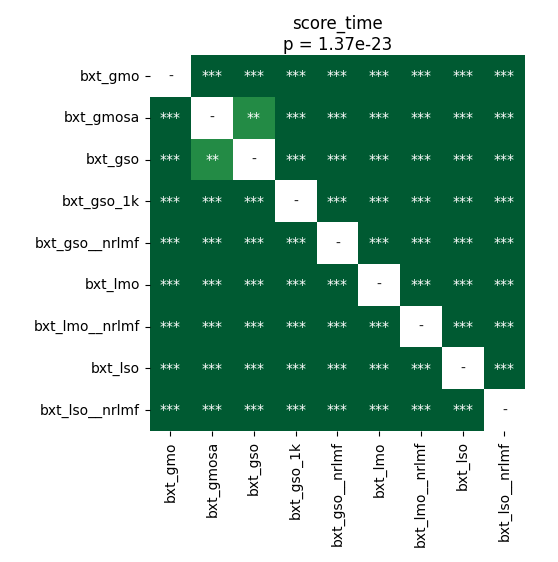 score_time
p = 1.37e-23
bxt_gmo - *** *** *** *** *** *** *** ***
bxt_gmosa *** - ** *** *** *** *** *** ***
bxt_gso *** ** - *** *** *** *** *** ***
bxt_gso_1k *** *** *** - *** *** *** *** ***
bxt_gso__nrlmf *** *** *** *** - *** *** *** ***
bxt_lmo *** *** *** *** *** - *** *** ***
bxt_lmo__nrlmf *** *** *** *** *** *** - *** ***
bxt_lso *** *** *** *** *** *** *** - ***
bxt_lso__nrlmf *** *** *** *** *** *** *** *** -
bxt_gmo
bxt_gmosa
bxt_gso
bxt_gso_1k
bxt_gso__nrlmf
bxt_lmo
bxt_lmo__nrlmf
bxt_lso
bxt_lso__nrlmf